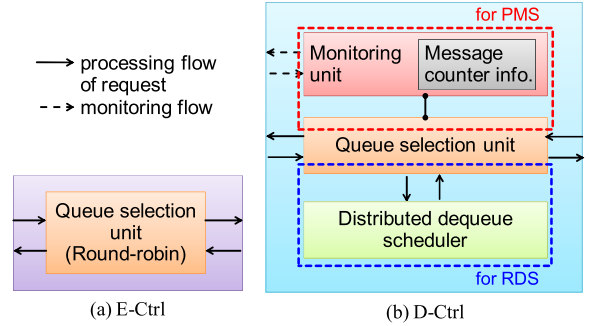 processing flow
of request
monitoring flow
Queue selection
unit
(Round-robin)
(a) E-Ctrl
for PMS
Monitoring
unit
Message
counter info.
Queue selection unit
Distributed dequeue
scheduler
for RDS
(b) D-Ctrl